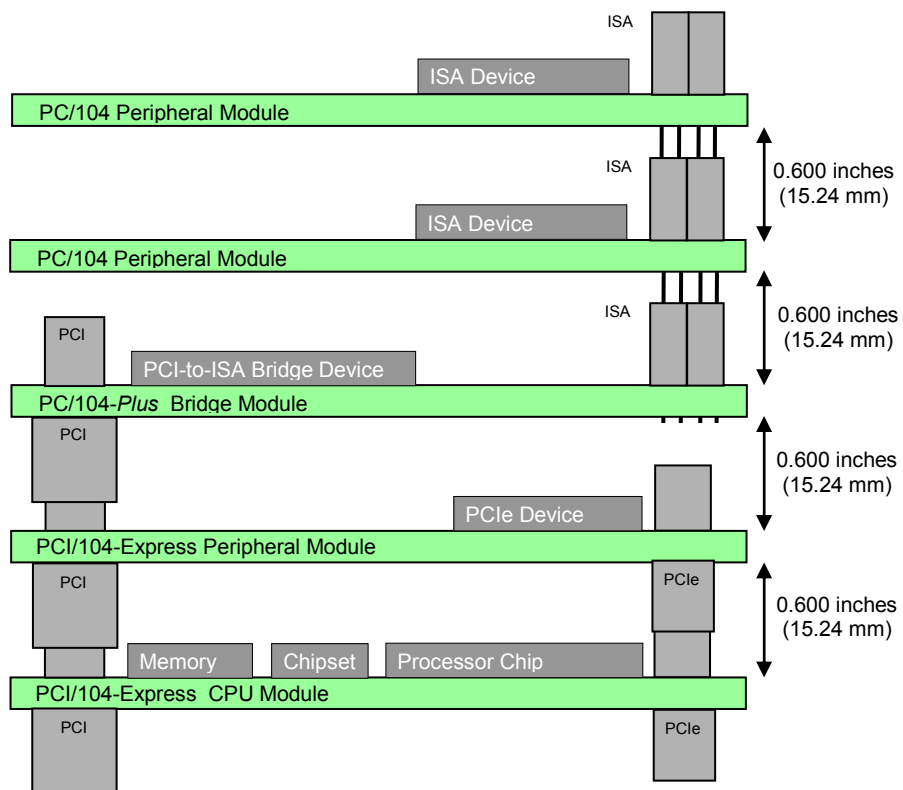 ISA
ISA Device
PC/104 Peripheral Module
0.600 inches
(15.24 mm)
ISA
ISA Device
PC/104 Peripheral Module
0.600 inches
(15.24 mm)
ISA
PCI
PCI-to-ISA Bridge Device
PC/104-Plus Bridge Module
PCI
0.600 inches
(15.24 mm)
PCIe Device
PCI/104-Express Peripheral Module
PCI
PCIe
0.600 inches
(15.24 mm)
Memory
Chipset
Processor Chip
PCI/104-Express CPU Module
PCI
PCIe